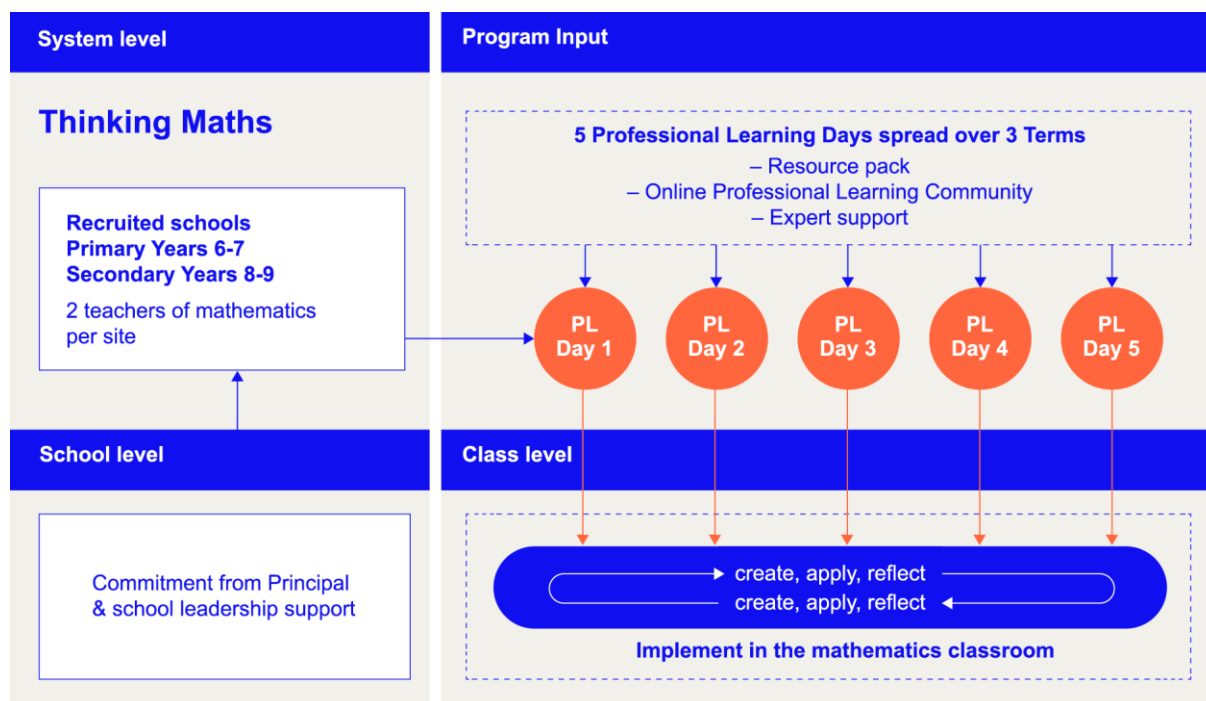 System level
Thinking Maths
Recruited schools
Primary Years 6-7
Secondary Years 8-9
2 teachers of mathematics
per site
School level
Commitment from Principal
& school leadership support
Program Input
5 Professional Learning Days spread over 3 Terms
– Resource pack
– Online Professional Learning Community
– Expert support
PL
Day 1
PL
Day 2
PL
Day 3
PL
Day 4
PL
Day 5
Class level
create, apply, reflect
create, apply, reflect
Implement in the mathematics classroom